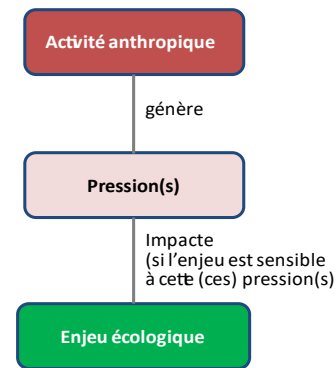 Activité anthropique
génère
Pression(s)
Impacte
(si l'enjeu est sensible
à cette (ces) pression(s)
Enjeu écologique